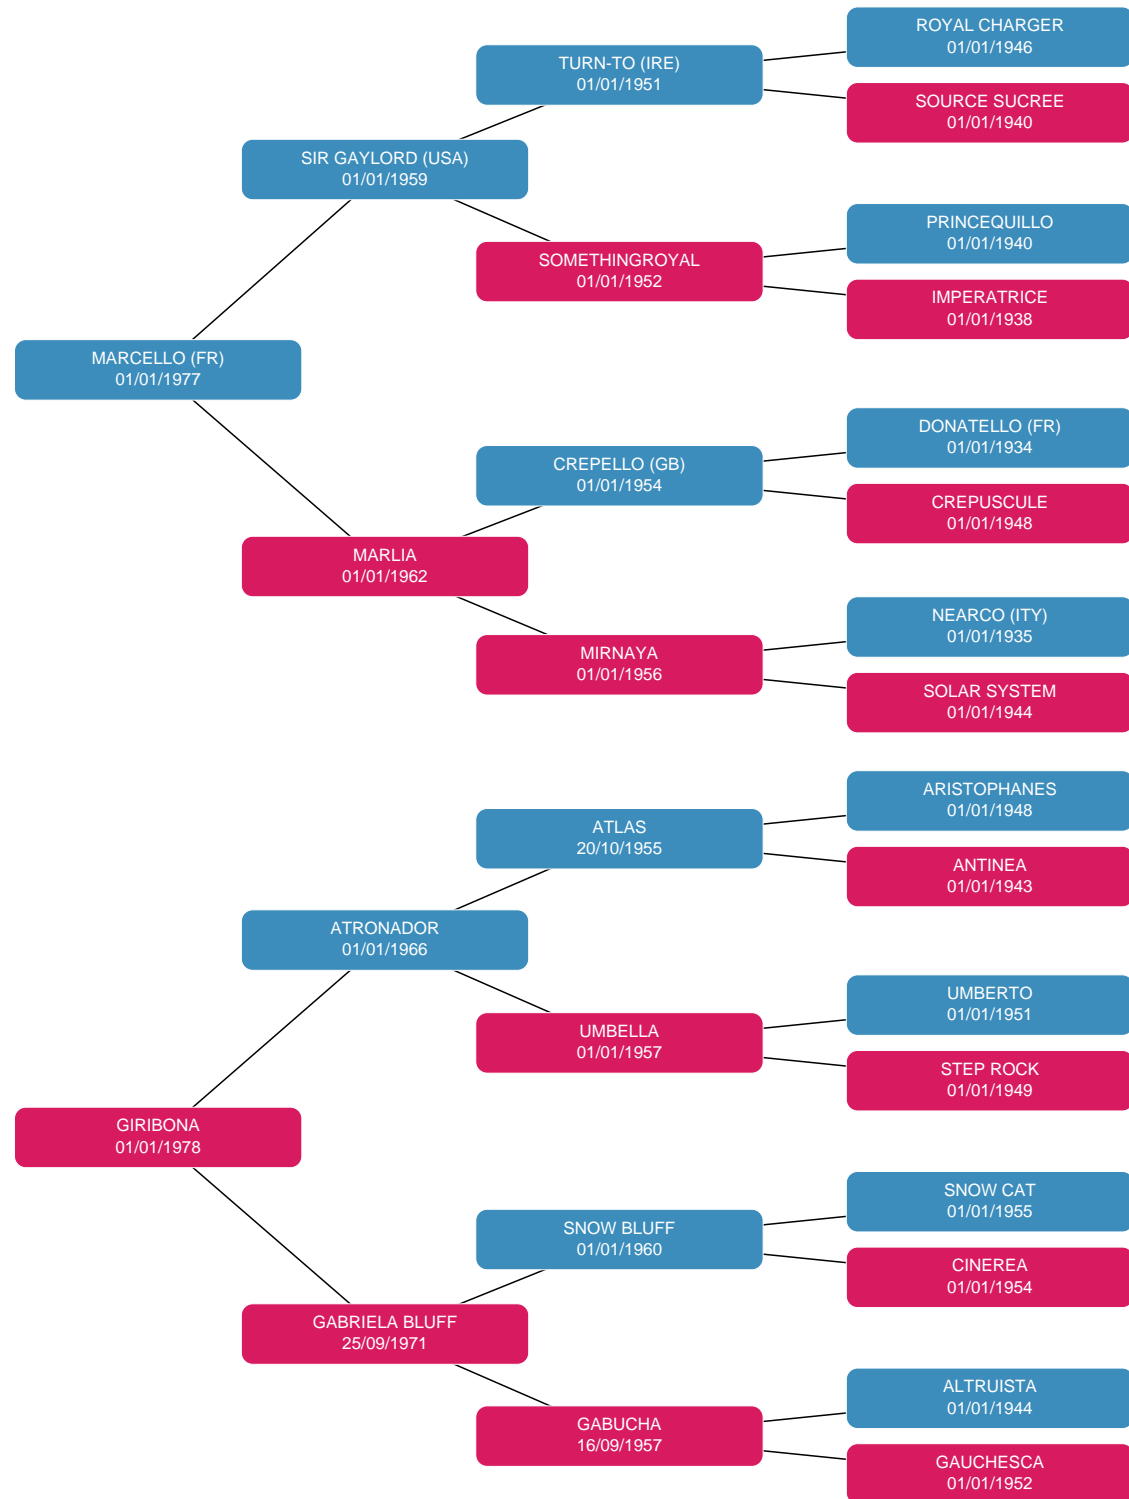 ROYAL CHARGER
01/01/1946
TURN-TO (IRE)
01/01/1951
SOURCE SUCREE
01/01/1940
SIR GAYLORD (USA)
01/01/1959
PRINCEQUILLO
01/01/1940
SOMETHINGROYAL
01/01/1952
IMPERATRICE
01/01/1938
MARCELLO (FR)
01/01/1977
DONATELLO (FR)
01/01/1934
CREPELLO (GB)
01/01/1954
CREPUSCULE
01/01/1948
MARLIA
01/01/1962
NEARCO (ITY)
01/01/1935
MIRNAYA
01/01/1956
SOLAR SYSTEM
01/01/1944
ARISTOPHANES
01/01/1948
ATLAS
20/10/1955
ANTINEA
01/01/1943
ATRONADOR
01/01/1966
UMBERTO
01/01/1951
UMBELLA
01/01/1957
STEP ROCK
01/01/1949
GIRIBONA
01/01/1978
SNOW CAT
01/01/1955
SNOW BLUFF
01/01/1960
CINEREA
01/01/1954
GABRIELA BLUFF
25/09/1971
ALTRUISTA
01/01/1944
GABUCHA
16/09/1957
GAUCHESCA
01/01/1952